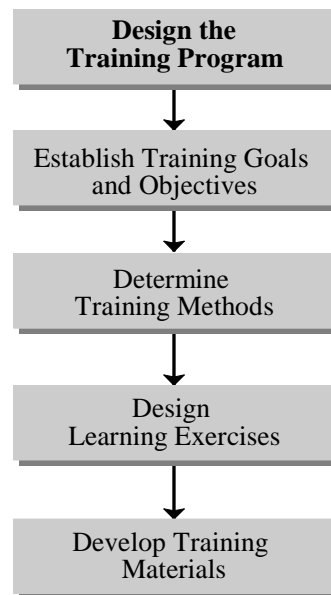 Design the
Training Program
Establish Training Goals
and Objectives
Determine
Training Methods
Design
Learning Exercises
Develop Training
Materials